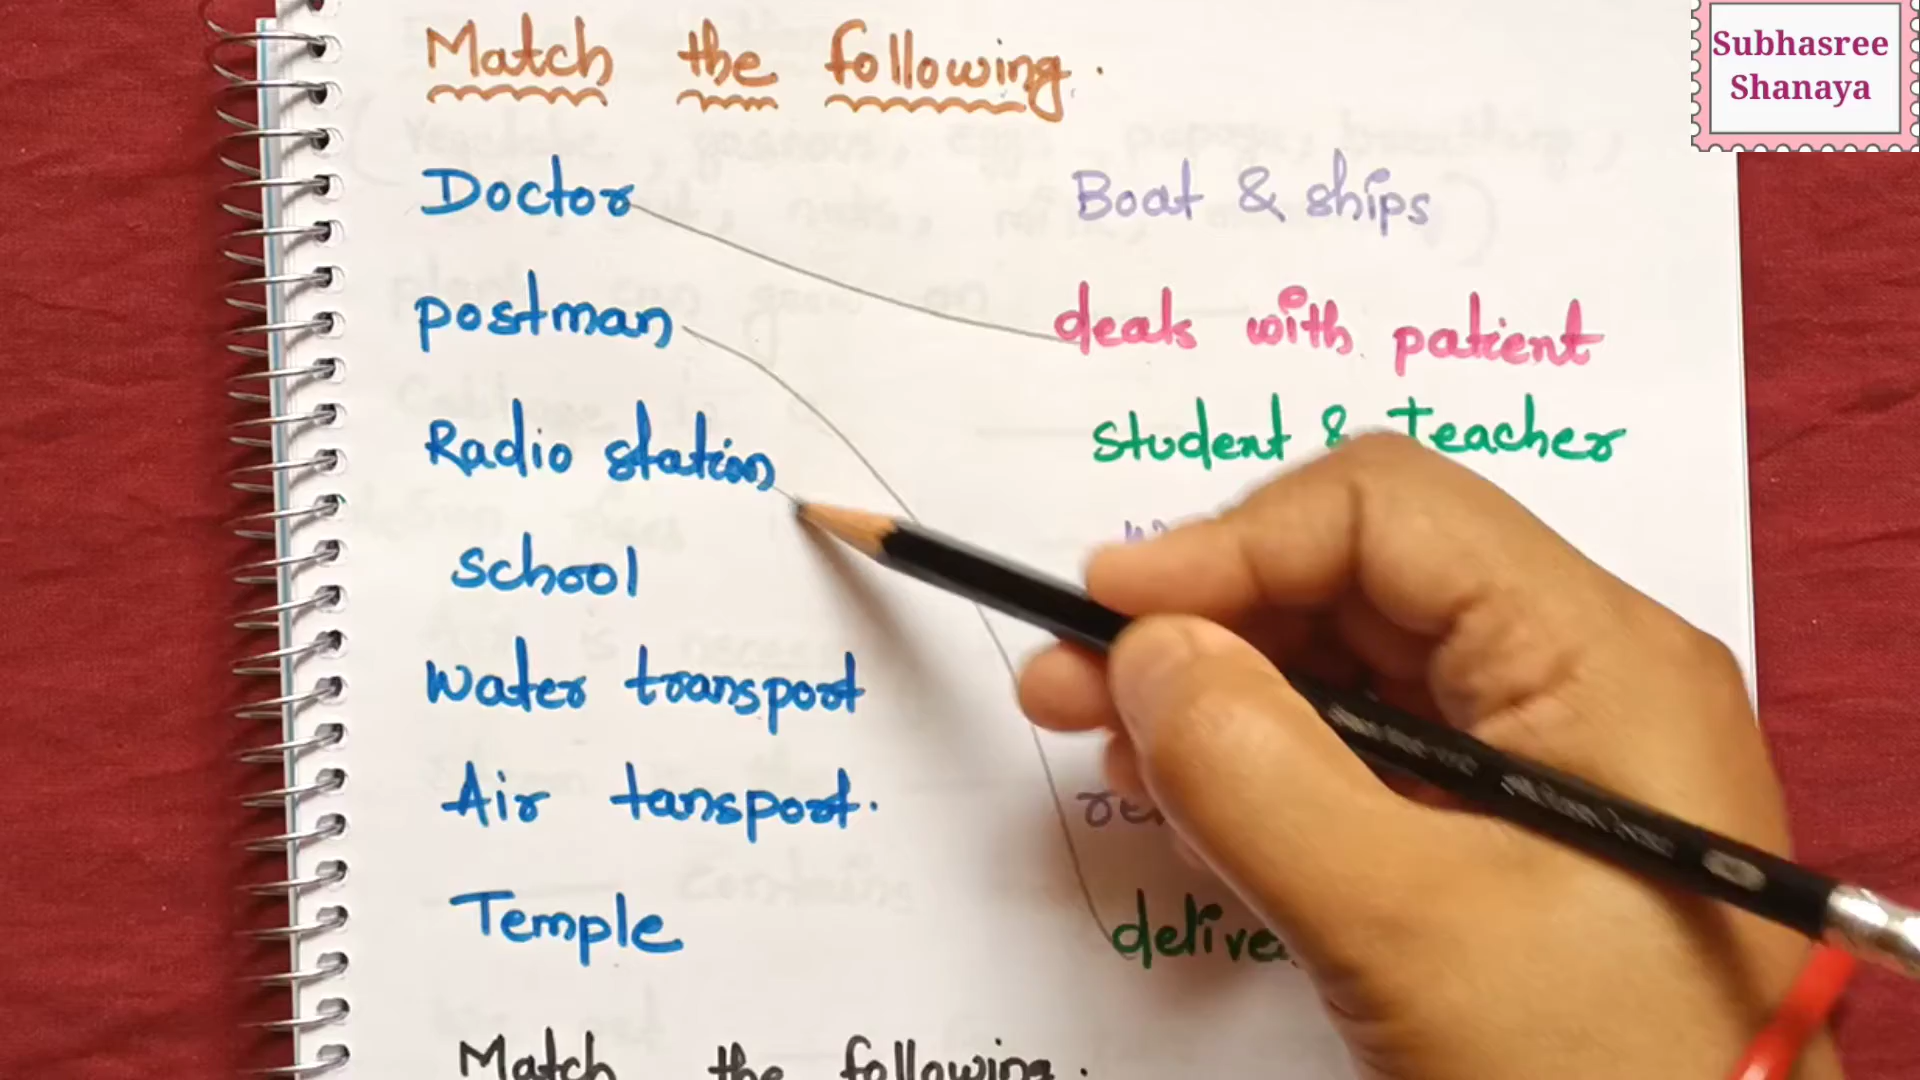 Match the following.
Subhasree
Shanaya
Doctor Boat & ships
postman deals with patient
Radio station student & Teacher
School
Water transport
Air tansport.
Temple
Match the following.